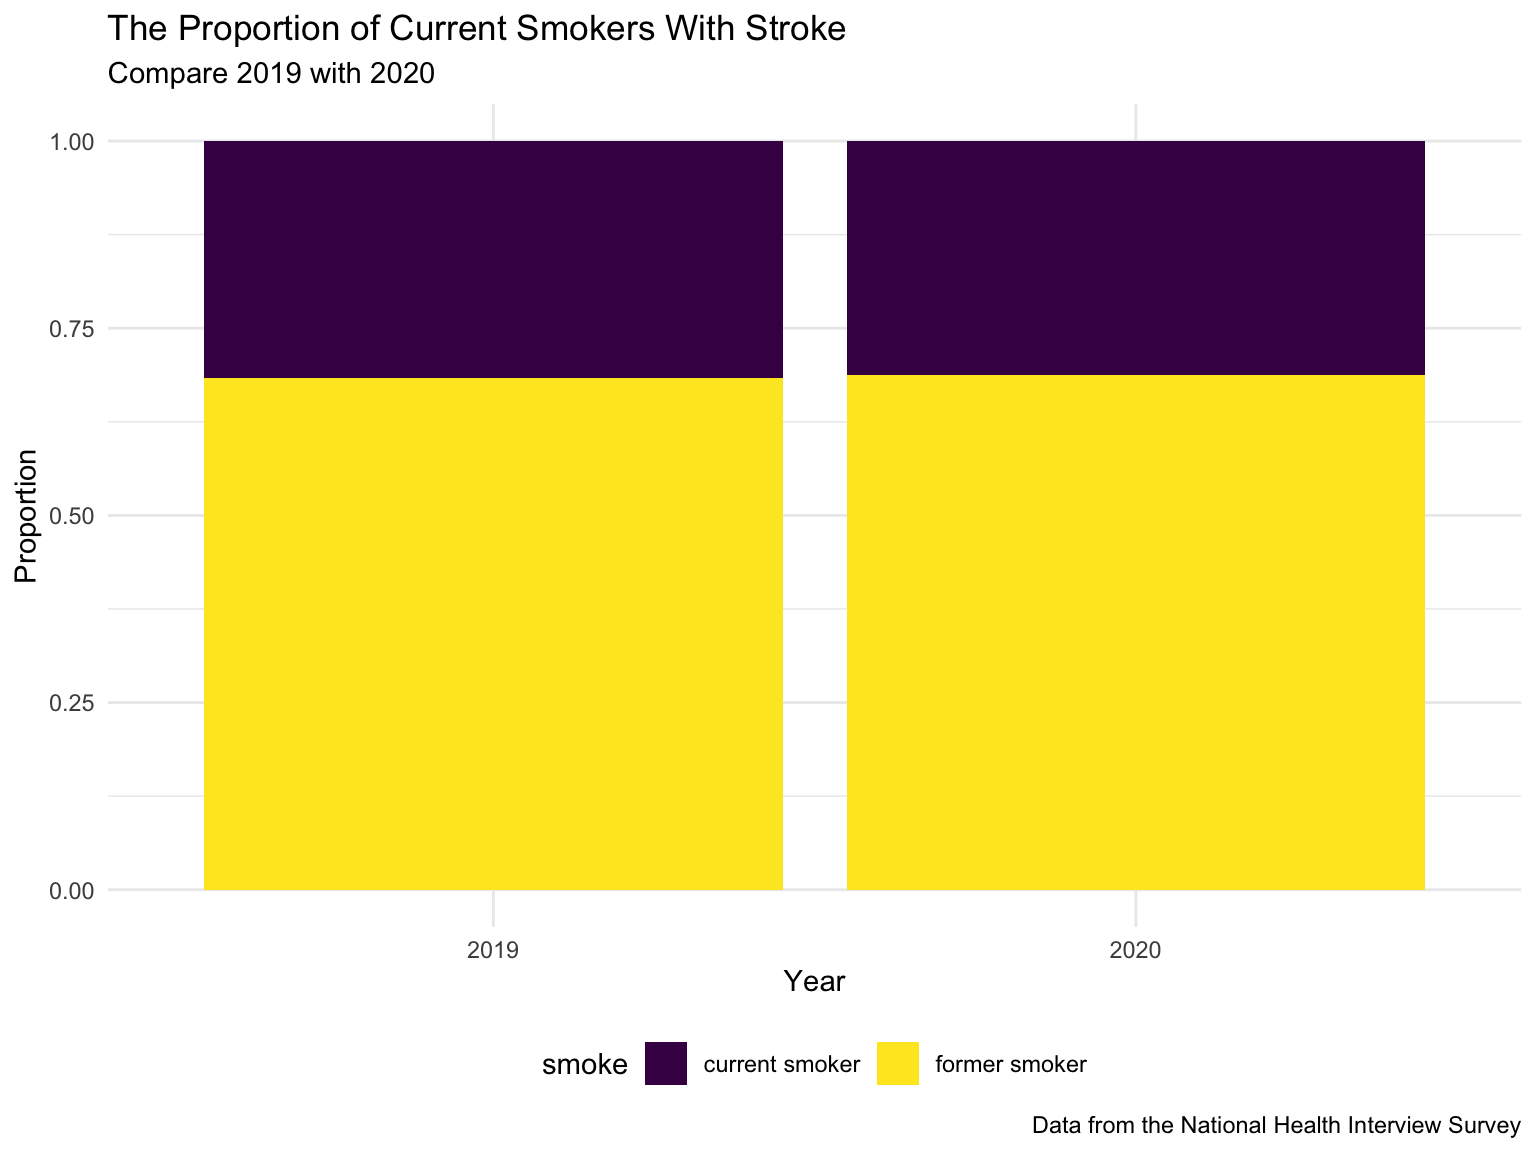 The Proportion of Current Smokers With Stroke
Compare 2019 with 2020
1.00
0.75
0.50
0.25
0.00
Proportion
2019 2020
Year
smoke current smoker former smoker
Data from the National Health Interview Survey